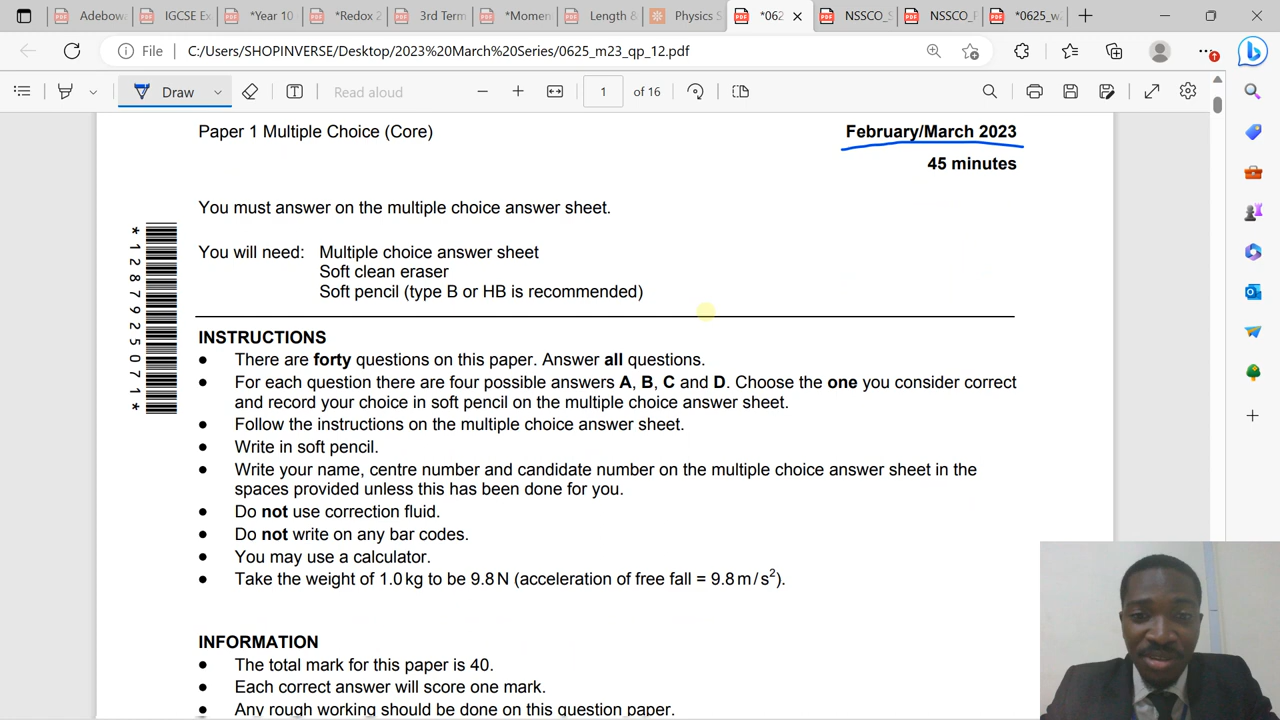 Adebow
IGCSE Ex
*Year 10
*Redox 2
3rd Term
*Momen
Length &
Physics S
*062
NSSCO_S
NSSCO_P
*0625_w
File
C:/Users/SHOPINVERSE/Desktop/2023%20March%20Series/0625_m23_qp_12.pdf
Draw
Read aloud
1
of 16
Paper 1 Multiple Choice (Core)
February/March 2023
45 minutes
You must answer on the multiple choice answer sheet.
You will need: Multiple choice answer sheet
Soft clean eraser
Soft pencil (type B or HB is recommended)
*1287925071*
INSTRUCTIONS
● There are forty questions on this paper. Answer all questions.
● For each question there are four possible answers A, B, C and D. Choose the one you consider correct
and record your choice in soft pencil on the multiple choice answer sheet.
● Follow the instructions on the multiple choice answer sheet.
● Write in soft pencil.
● Write your name, centre number and candidate number on the multiple choice answer sheet in the
spaces provided unless this has been done for you.
● Do not use correction fluid.
● Do not write on any bar codes.
● You may use a calculator.
● Take the weight of 1.0 kg to be 9.8 N (acceleration of free fall = 9.8 m/s²).
INFORMATION
● The total mark for this paper is 40.
● Each correct answer will score one mark.
● Any rough working should be done on this question paper.